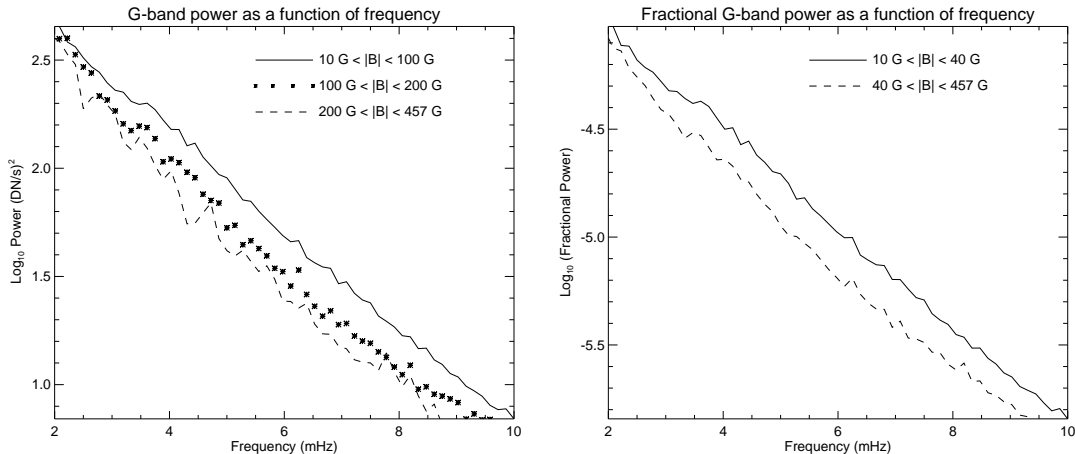 G-band power as a function of frequency
10 G < |B| < 100 G
100 G < |B| < 200 G
200 G < |B| < 457 G
2.5
2.0
1.5
1.0
Log₁₀ Power (DN/s)²
2 4 6 8 10
Frequency (mHz)
Fractional G-band power as a function of frequency
10 G < |B| < 40 G
40 G < |B| < 457 G
-4.5
-5.0
-5.5
Log₁₀ (Fractional Power)
2 4 6 8 10
Frequency (mHz)